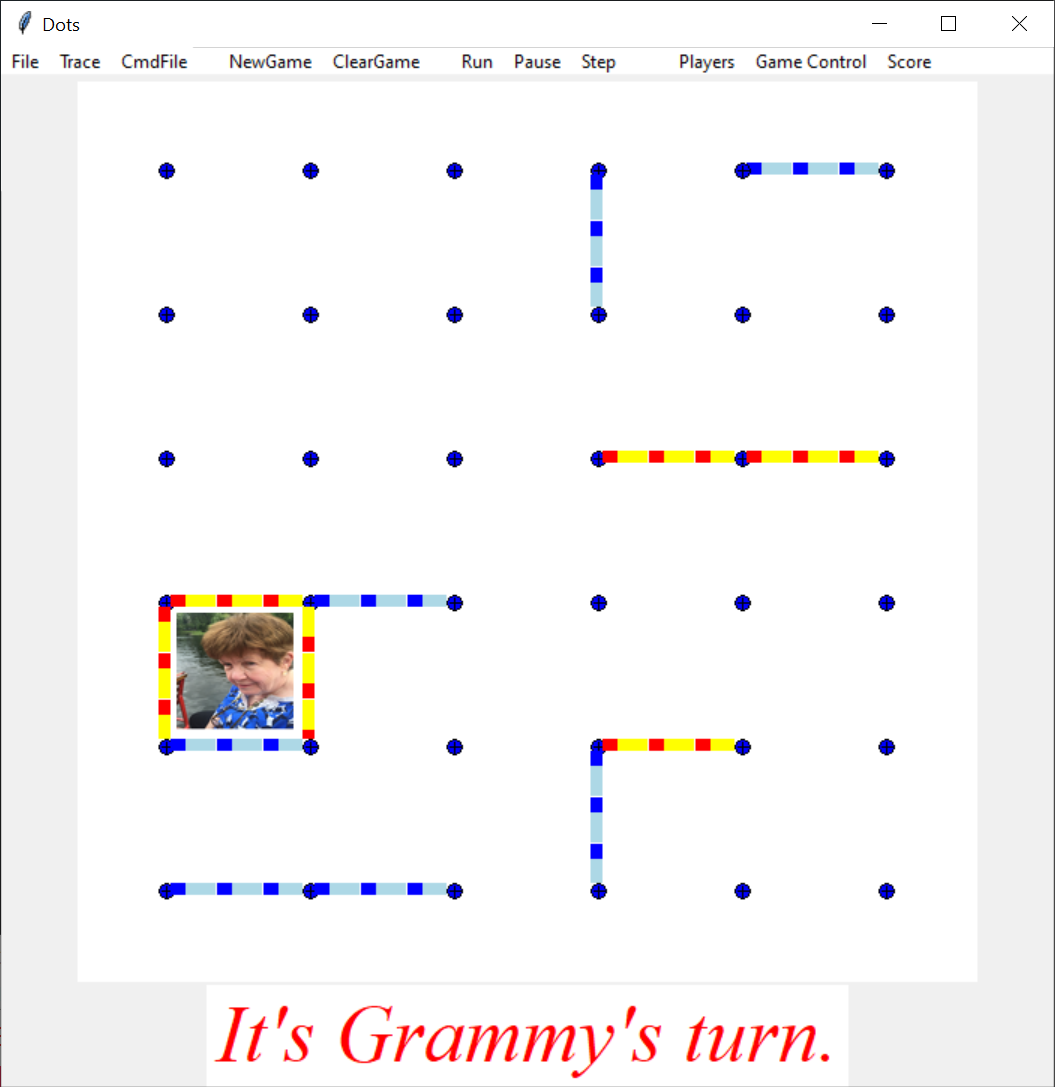 Dots
File Trace CmdFile NewGame ClearGame Run Pause Step Players Game Control Score
It's Grammy's turn.